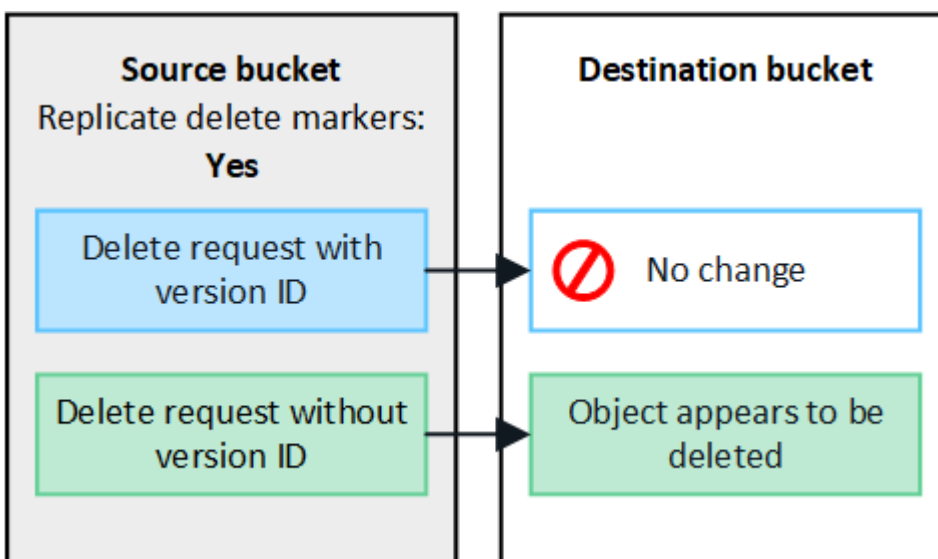 Source bucket
Replicate delete markers:
Yes
Delete request with
version ID
Delete request without
version ID
Destination bucket
No change
Object appears to be
deleted